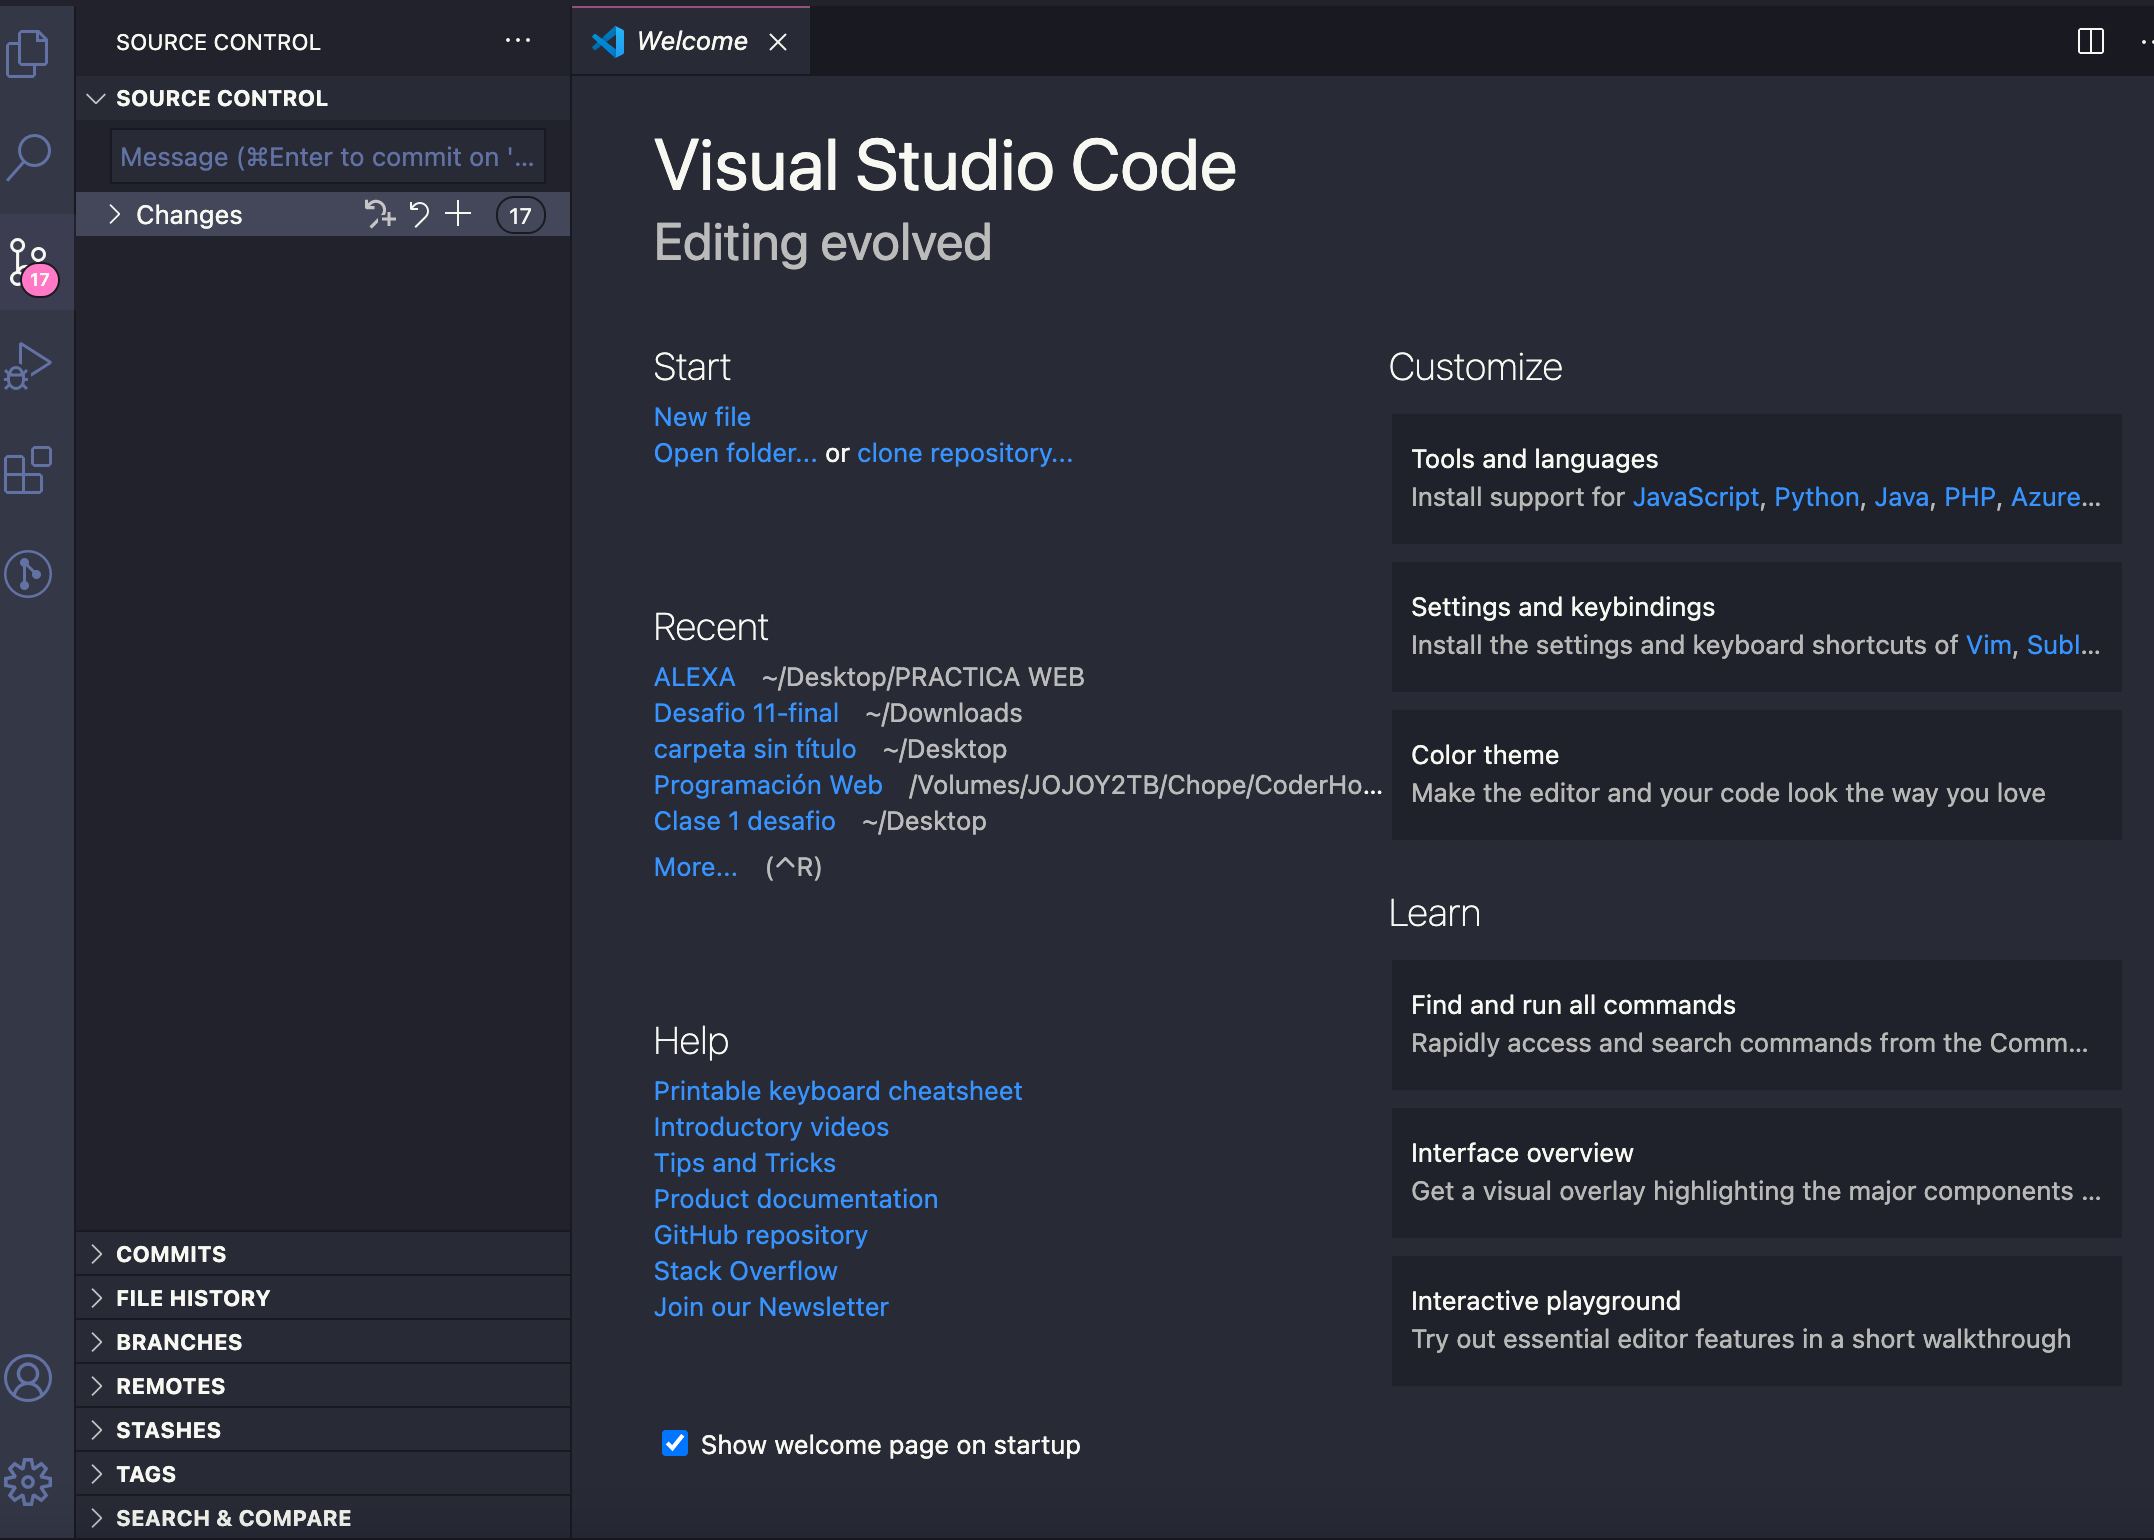 SOURCE CONTROL
SOURCE CONTROL
Message (⌘Enter to commit on '...
Changes 17
17
COMMITS
FILE HISTORY
BRANCHES
REMOTES
STASHES
TAGS
SEARCH & COMPARE
Welcome
Visual Studio Code
Editing evolved
Start
New file
Open folder... or clone repository...
Recent
ALEXA ~/Desktop/PRACTICA WEB
Desafio 11-final ~/Downloads
carpeta sin título ~/Desktop
Programación Web /Volumes/JOJOY2TB/Chope/CoderHo...
Clase 1 desafio ~/Desktop
More... (^R)
Help
Printable keyboard cheatsheet
Introductory videos
Tips and Tricks
Product documentation
GitHub repository
Stack Overflow
Join our Newsletter
Show welcome page on startup
Customize
Tools and languages
Install support for JavaScript, Python, Java, PHP, Azure...
Settings and keybindings
Install the settings and keyboard shortcuts of Vim, Subl...
Color theme
Make the editor and your code look the way you love
Learn
Find and run all commands
Rapidly access and search commands from the Comm...
Interface overview
Get a visual overlay highlighting the major components ...
Interactive playground
Try out essential editor features in a short walkthrough